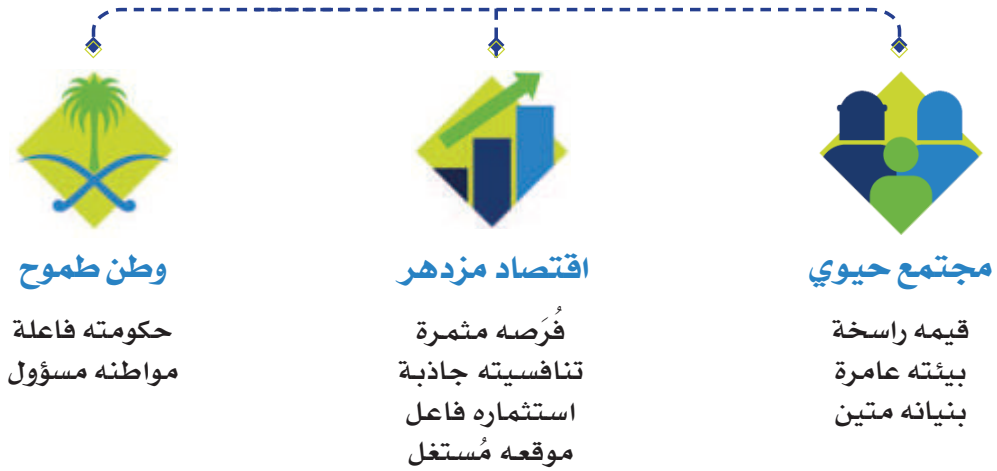 مجتمع حيوي
قيمه راسخة
بيئته عامرة
بنيانه متين
اقتصاد مزدهر
فُرَصه مثمرة
تنافسيته جاذبة
استثماره فاعل
موقعه مُستغل
وطن طموح
حكومته فاعلة
مواطنه مسؤول